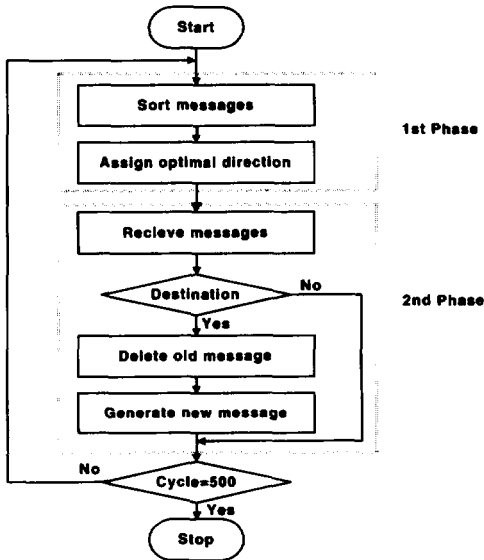 Start
Sort messages
1st Phase
Assign optimal direction
Recieve messages
Destination
No
2nd Phase
Yes
Delete old message
Generate new message
No
Cycle=500
Yes
Stop